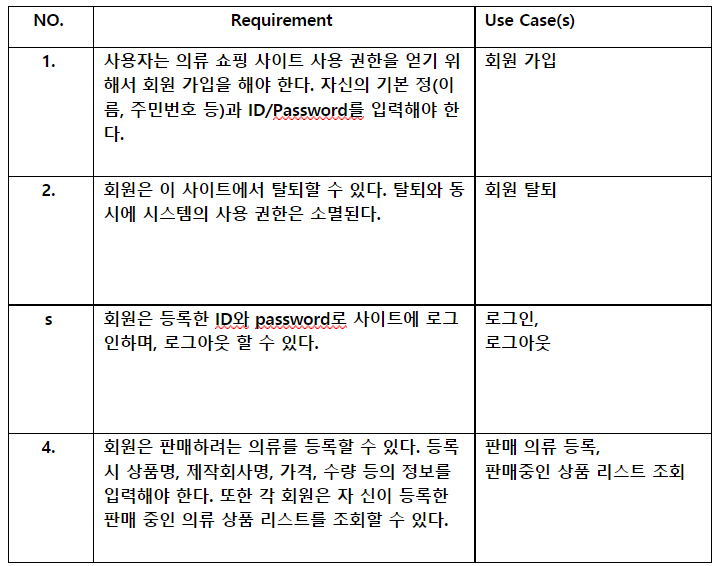 NO. Requirement Use Case(s)
1. 사용자는 의류 쇼핑 사이트 사용 권한을 얻기 위 회원 가입
해서 회원 가입을 해야 한다. 자신의 기본 정(이
름, 주민번호 등)과 ID/Password를 입력해야 한
다.
2. 회원은 이 사이트에서 탈퇴할 수 있다. 탈퇴와 동 회원 탈퇴
시에 시스템의 사용 권한은 소멸된다.
s 회원은 등록한 ID와 password로 사이트에 로그 로그인,
인하며, 로그아웃 할 수 있다. 로그아웃
4. 회원은 판매하려는 의류를 등록할 수 있다. 등록 판매 의류 등록,
시 상품명, 제작회사명, 가격, 수량 등의 정보를 판매중인 상품 리스트 조회
입력해야 한다. 또한 각 회원은 자 신이 등록한
판매 중인 의류 상품 리스트를 조회할 수 있다.